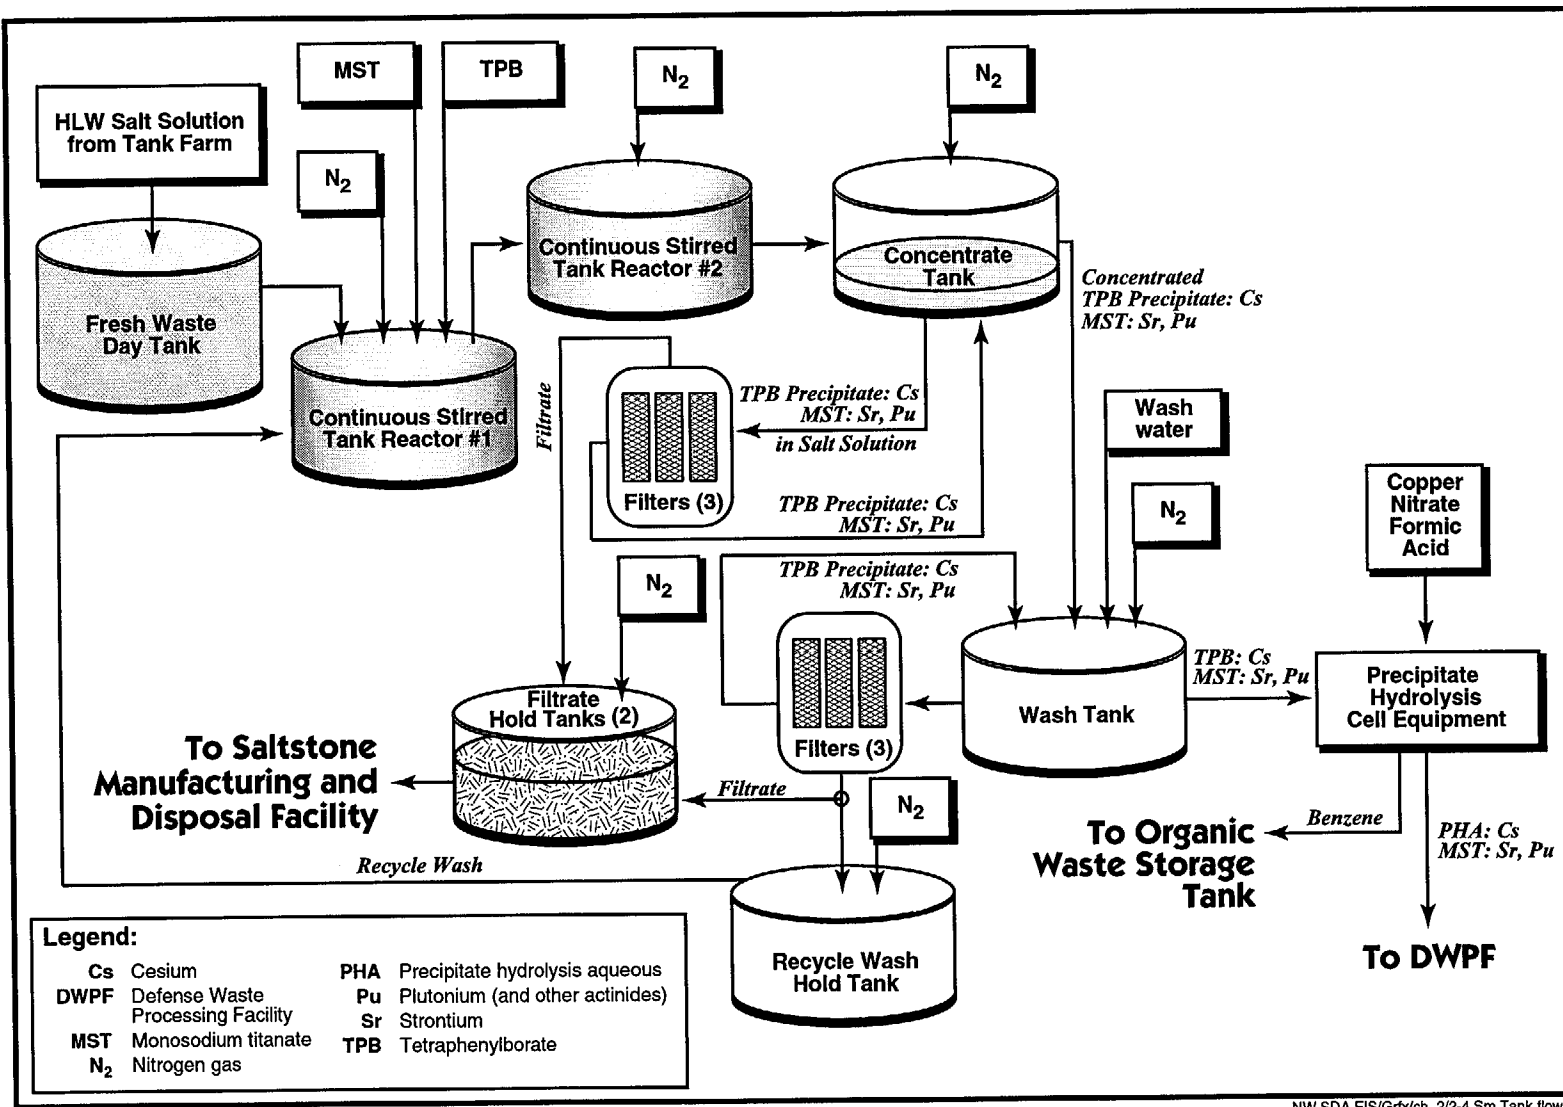 MST
TPB
N2
N2
HLW Salt Solution
from Tank Farm
N2
Continuous Stirred
Tank Reactor #2
Concentrate
Tank
Concentrated
TPB Precipitate: Cs
MST: Sr, Pu
Fresh Waste
Day Tank
Continuous Stirred
Tank Reactor #1
Filtrate
TPB Precipitate: Cs
MST: Sr, Pu
in Salt Solution
Filters (3)
TPB Precipitate: Cs
MST: Sr, Pu
Wash
water
N2
Copper
Nitrate
Formic
Acid
N2
TPB Precipitate: Cs
MST: Sr, Pu
Filtrate
Hold Tanks (2)
Filters (3)
Wash Tank
TPB: Cs
MST: Sr, Pu
Precipitate
Hydrolysis
Cell Equipment
To Saltstone
Manufacturing and
Disposal Facility
Filtrate
N2
Benzene
To Organic
Waste Storage
Tank
PHA: Cs
MST: Sr, Pu
To DWPF
Recycle Wash
Recycle Wash
Hold Tank
Legend:
Cs Cesium
DWPF Defense Waste
Processing Facility
MST Monosodium titanate
N2 Nitrogen gas
PHA Precipitate hydrolysis aqueous
Pu Plutonium (and other actinides)
Sr Strontium
TPB Tetraphenylborate